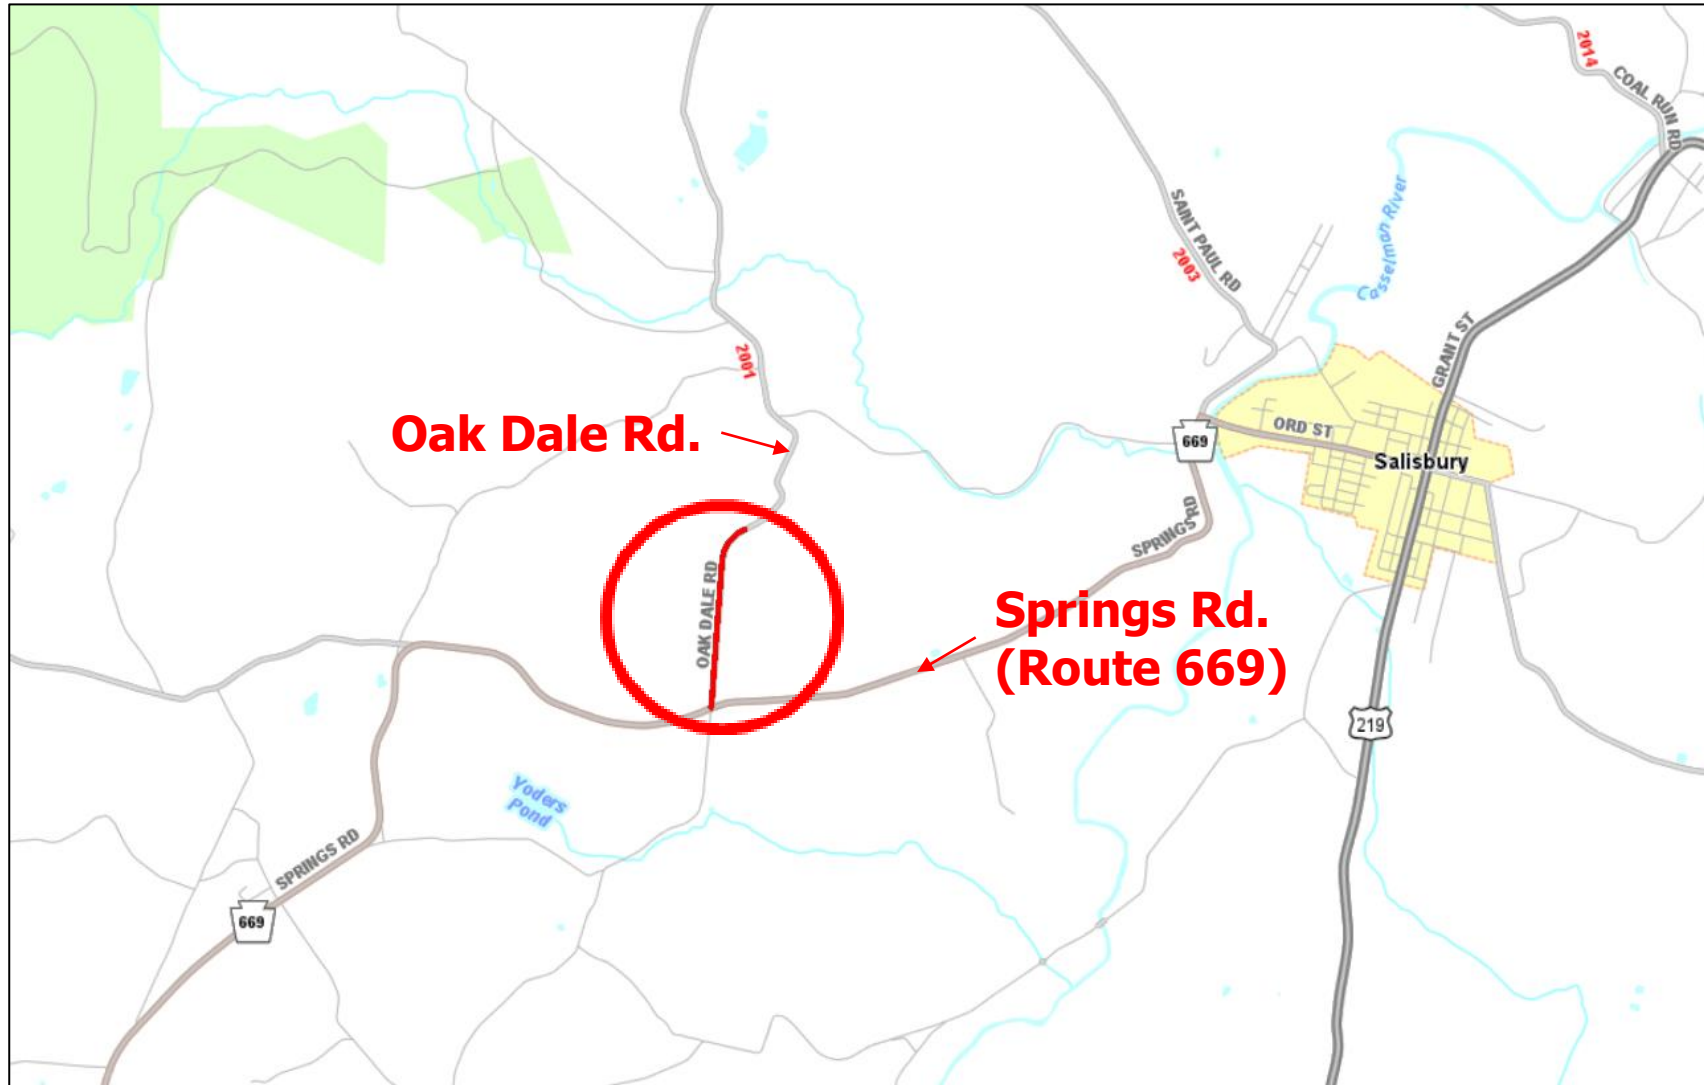 2014
COAL RUN RD
SAINT PAUL RD
2003
Casselman River
GRANT ST
2001
Oak Dale Rd.
669
ORD ST
Salisbury
SPRINGS RD
OAK DALE RD
Springs Rd.
(Route 669)
219
Yoders
Pond
SPRINGS RD
669